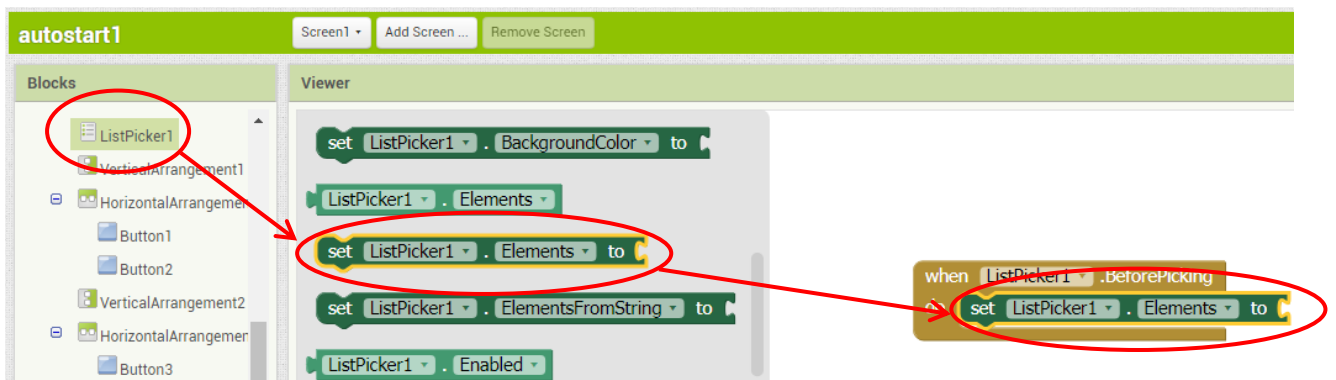 autostart1
Screen1
Add Screen ...
Remove Screen
Blocks
Viewer
ListPicker1
VerticalArrangement1
HorizontalArrangemen
Button1
Button2
VerticalArrangement2
HorizontalArrangemen
Button3
set ListPicker1 . BackgroundColor to
ListPicker1 . Elements
set ListPicker1 . Elements to
set ListPicker1 . ElementsFromString to
ListPicker1 . Enabled
when ListPicker1 .BeforePicking
do set ListPicker1 . Elements to